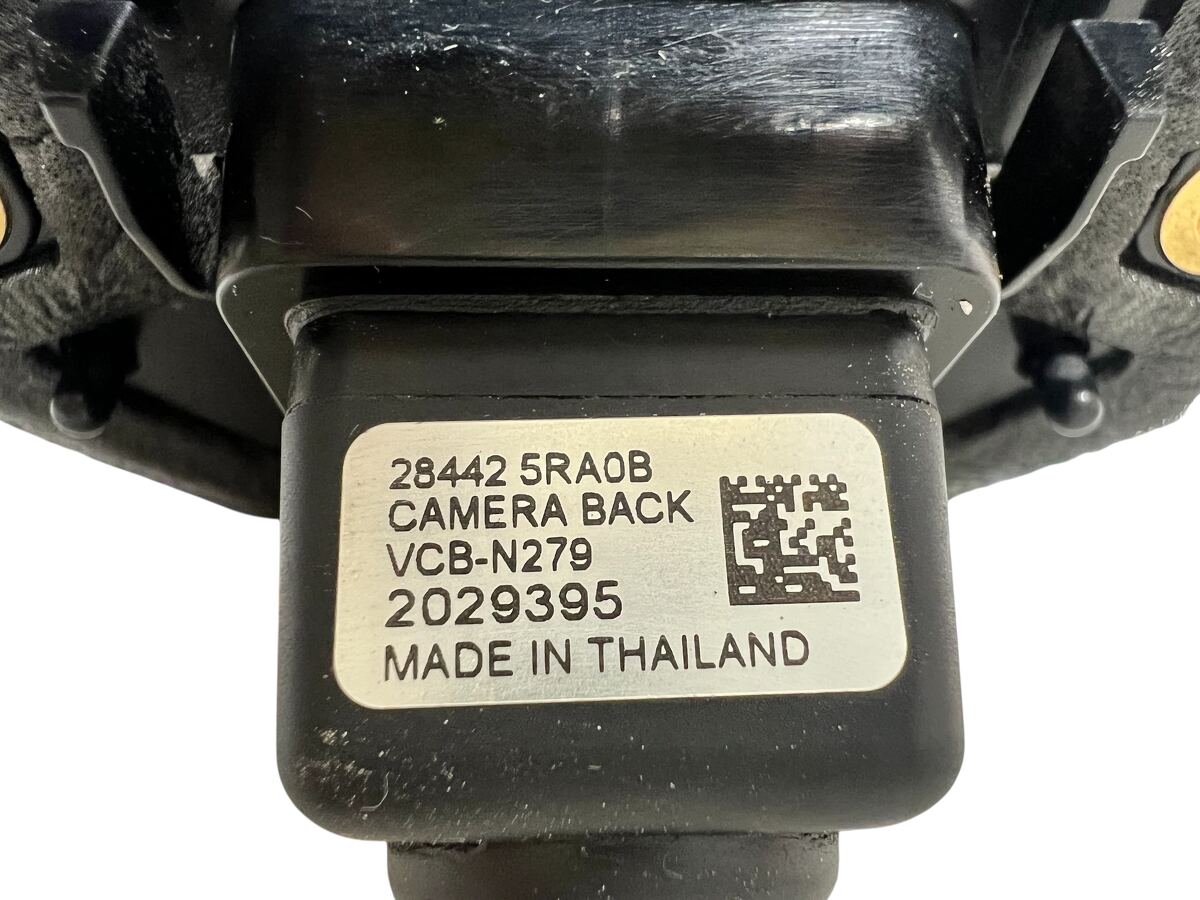 28442 5RA0B
CAMERA BACK
VCB-N279
2029395
MADE IN THAILAND